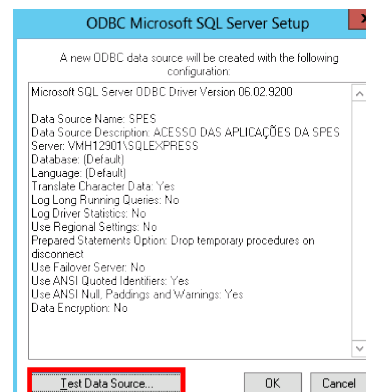 ODBC Microsoft SQL Server Setup
A new ODBC data source will be created with the following
configuration:
Microsoft SQL Server ODBC Driver Version 06.02.9200
Data Source Name: SPES
Data Source Description: ACESSO DAS APLICAÇÕES DA SPES
Server: VMH12901\SQLEXPRESS
Database: (Default)
Language: (Default)
Translate Character Data: Yes
Log Long Running Queries: No
Log Driver Statistics: No
Use Regional Settings: No
Prepared Statements Option: Drop temporary procedures on
disconnect
Use Failover Server: No
Use ANSI Quoted Identifiers: Yes
Use ANSI Null, Paddings and Warnings: Yes
Data Encryption: No
Test Data Source...
OK
Cancel